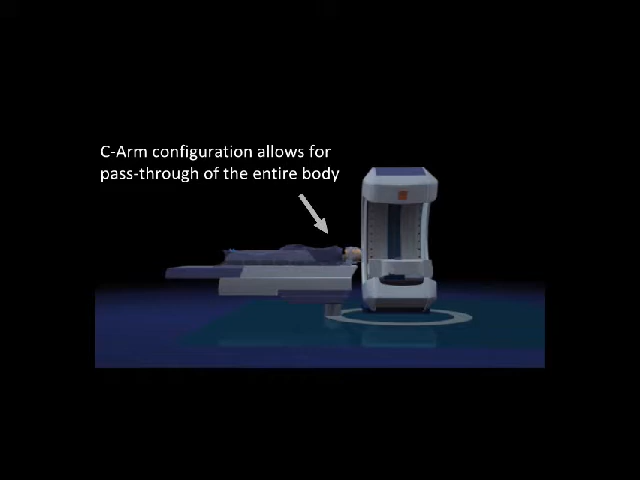 C-Arm configuration allows for
pass-through of the entire body